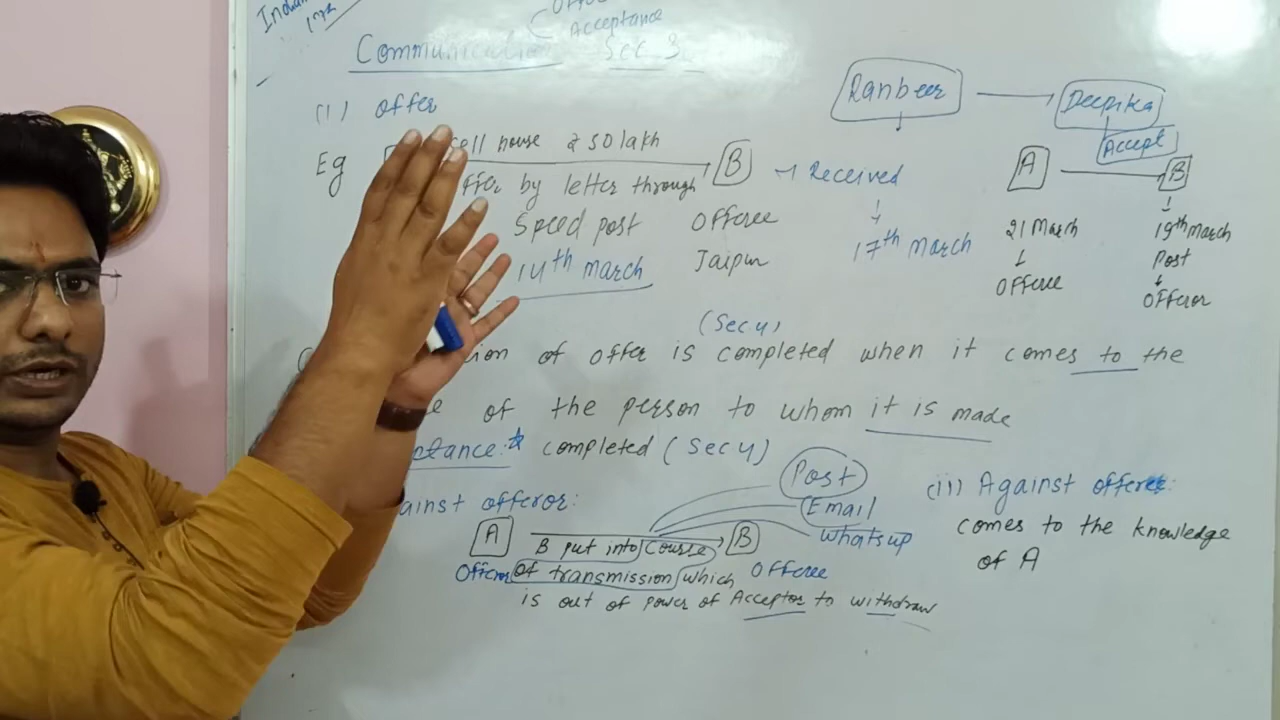 Offer
Acceptance
Communication Sec 3
(i) offer
Ranbeer Deepika
Accept
Eg sell house ₹ 50 lakh B → Received A B
by letter through
Speed post Offeree 21 March 19th march
14th march Jaipur 17th march Offeree Post
Offeror
(Sec 4)
of offer is completed when it comes to the
of the person to whom it is made
completed (Sec 4)
offeror:
Post
Email
whatsup
(ii) Against offeree:
comes to the knowledge
of A
A B put into course B
Offeror of transmission which Offeree
is out of power of Acceptor to withdraw